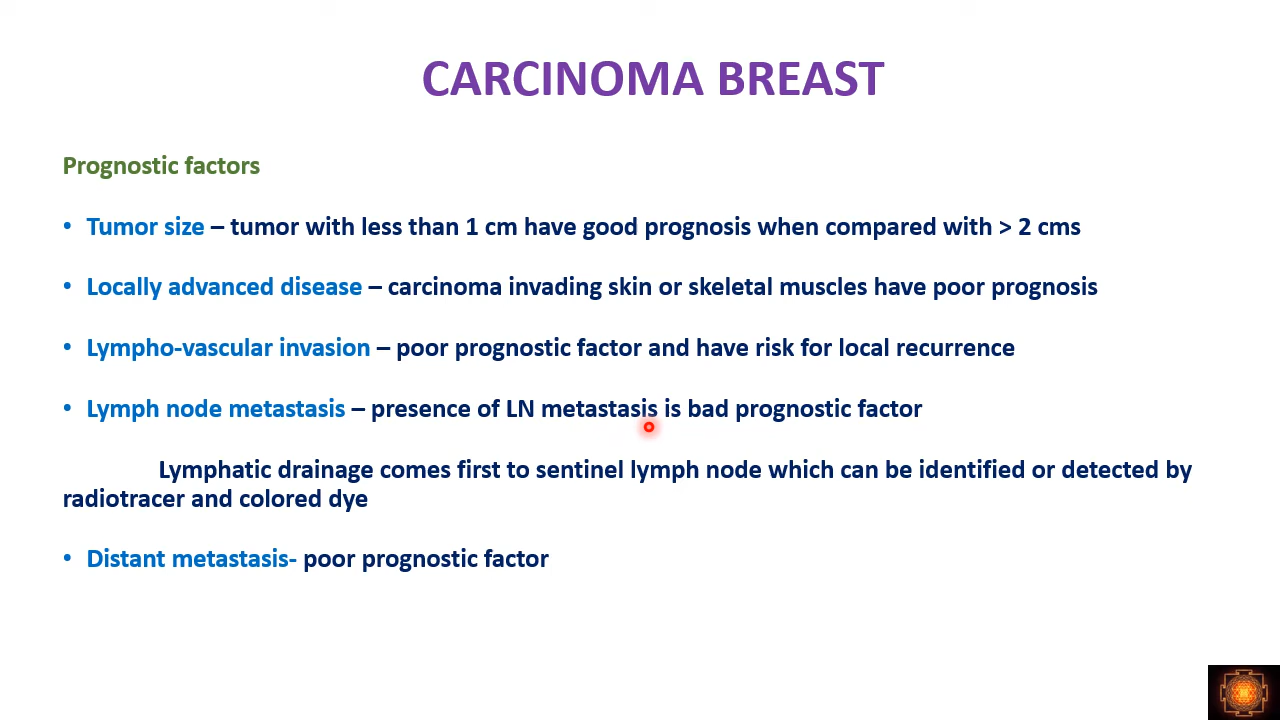 CARCINOMA BREAST
Prognostic factors
• Tumor size – tumor with less than 1 cm have good prognosis when compared with > 2 cms
• Locally advanced disease – carcinoma invading skin or skeletal muscles have poor prognosis
• Lympho-vascular invasion – poor prognostic factor and have risk for local recurrence
• Lymph node metastasis – presence of LN metastasis is bad prognostic factor
Lymphatic drainage comes first to sentinel lymph node which can be identified or detected by
radiotracer and colored dye
• Distant metastasis- poor prognostic factor